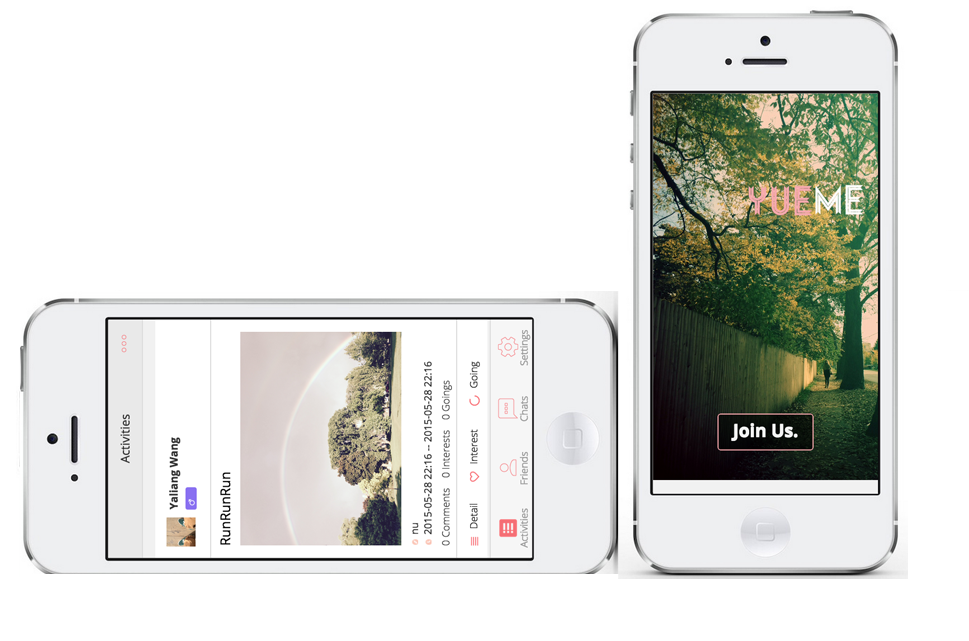 Activities
Yaliang Wang
RunRunRun
nu
2015-05-28 22:16 -- 2015-05-28 22:16
0 Comments 0 Interests 0 Goings
Detail Interest Going
Activities Friends Chats Settings
YUEME
Join Us.